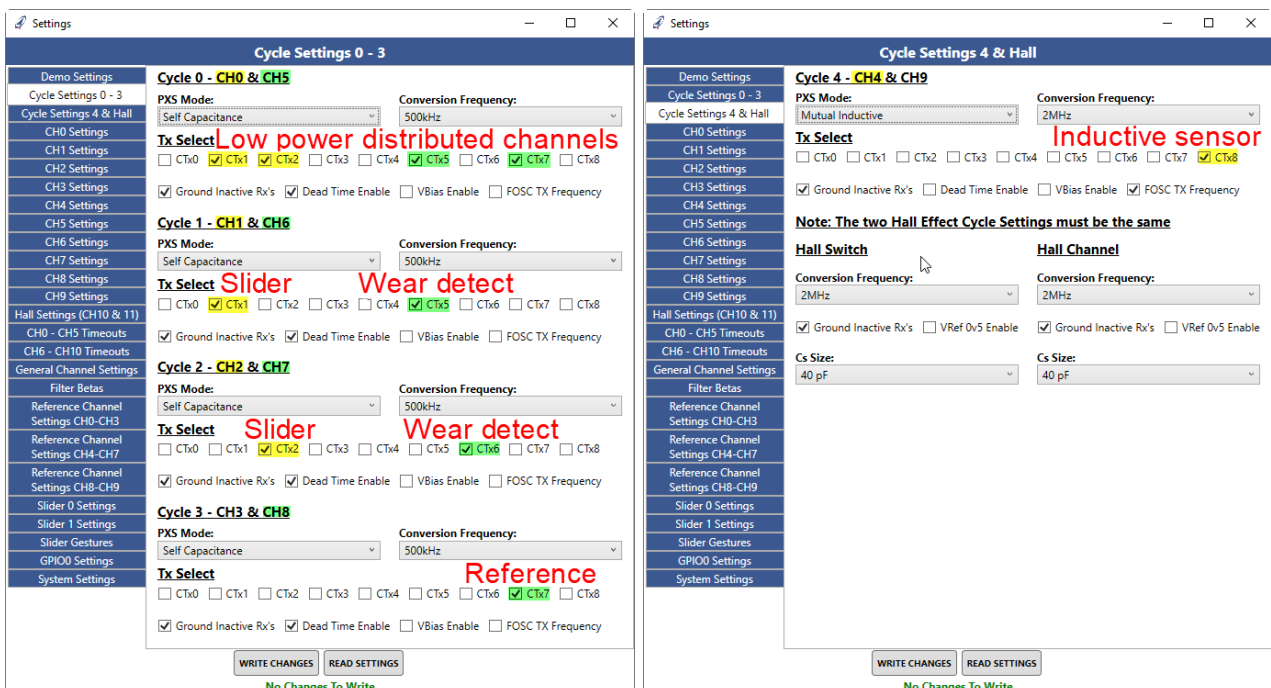 Settings
Cycle Settings 0 - 3
Demo Settings
Cycle Settings 0 - 3
Cycle Settings 4 & Hall
CH0 Settings
CH1 Settings
CH2 Settings
CH3 Settings
CH4 Settings
CH5 Settings
CH6 Settings
CH7 Settings
CH8 Settings
CH9 Settings
Hall Settings (CH10 & 11)
CH0 - CH5 Timeouts
CH6 - CH10 Timeouts
General Channel Settings
Filter Betas
Reference Channel
Settings CH0-CH3
Reference Channel
Settings CH4-CH7
Reference Channel
Settings CH8-CH9
Slider 0 Settings
Slider 1 Settings
Slider Gestures
GPIO0 Settings
System Settings
Cycle 0 - CH0 & CH5
PXS Mode: Conversion Frequency:
Self Capacitance 500kHz
Tx Select Low power distributed channels
CTx0 CTx1 CTx2 CTx3 CTx4 CTx5 CTx6 CTx7 CTx8
Ground Inactive Rx's Dead Time Enable VBias Enable FOSC TX Frequency
Cycle 1 - CH1 & CH6
PXS Mode: Conversion Frequency:
Self Capacitance 500kHz
Tx Select Slider Wear detect
CTx0 CTx1 CTx2 CTx3 CTx4 CTx5 CTx6 CTx7 CTx8
Ground Inactive Rx's Dead Time Enable VBias Enable FOSC TX Frequency
Cycle 2 - CH2 & CH7
PXS Mode: Conversion Frequency:
Self Capacitance 500kHz
Tx Select Slider Wear detect
CTx0 CTx1 CTx2 CTx3 CTx4 CTx5 CTx6 CTx7 CTx8
Ground Inactive Rx's Dead Time Enable VBias Enable FOSC TX Frequency
Cycle 3 - CH3 & CH8
PXS Mode: Conversion Frequency:
Self Capacitance 500kHz
Tx Select Reference
CTx0 CTx1 CTx2 CTx3 CTx4 CTx5 CTx6 CTx7 CTx8
Ground Inactive Rx's Dead Time Enable VBias Enable FOSC TX Frequency
WRITE CHANGES READ SETTINGS
No Changes To Write
Settings
Cycle Settings 4 & Hall
Demo Settings
Cycle Settings 0 - 3
Cycle Settings 4 & Hall
CH0 Settings
CH1 Settings
CH2 Settings
CH3 Settings
CH4 Settings
CH5 Settings
CH6 Settings
CH7 Settings
CH8 Settings
CH9 Settings
Hall Settings (CH10 & 11)
CH0 - CH5 Timeouts
CH6 - CH10 Timeouts
General Channel Settings
Filter Betas
Reference Channel
Settings CH0-CH3
Reference Channel
Settings CH4-CH7
Reference Channel
Settings CH8-CH9
Slider 0 Settings
Slider 1 Settings
Slider Gestures
GPIO0 Settings
System Settings
Cycle 4 - CH4 & CH9
PXS Mode: Conversion Frequency:
Mutual Inductive 2MHz
Tx Select Inductive sensor
CTx0 CTx1 CTx2 CTx3 CTx4 CTx5 CTx6 CTx7 CTx8
Ground Inactive Rx's Dead Time Enable VBias Enable FOSC TX Frequency
Note: The two Hall Effect Cycle Settings must be the same
Hall Switch Hall Channel
Conversion Frequency: Conversion Frequency:
2MHz 2MHz
Ground Inactive Rx's VRef 0v5 Enable Ground Inactive Rx's VRef 0v5 Enable
Cs Size: Cs Size:
40 pF 40 pF
WRITE CHANGES READ SETTINGS
No Changes To Write